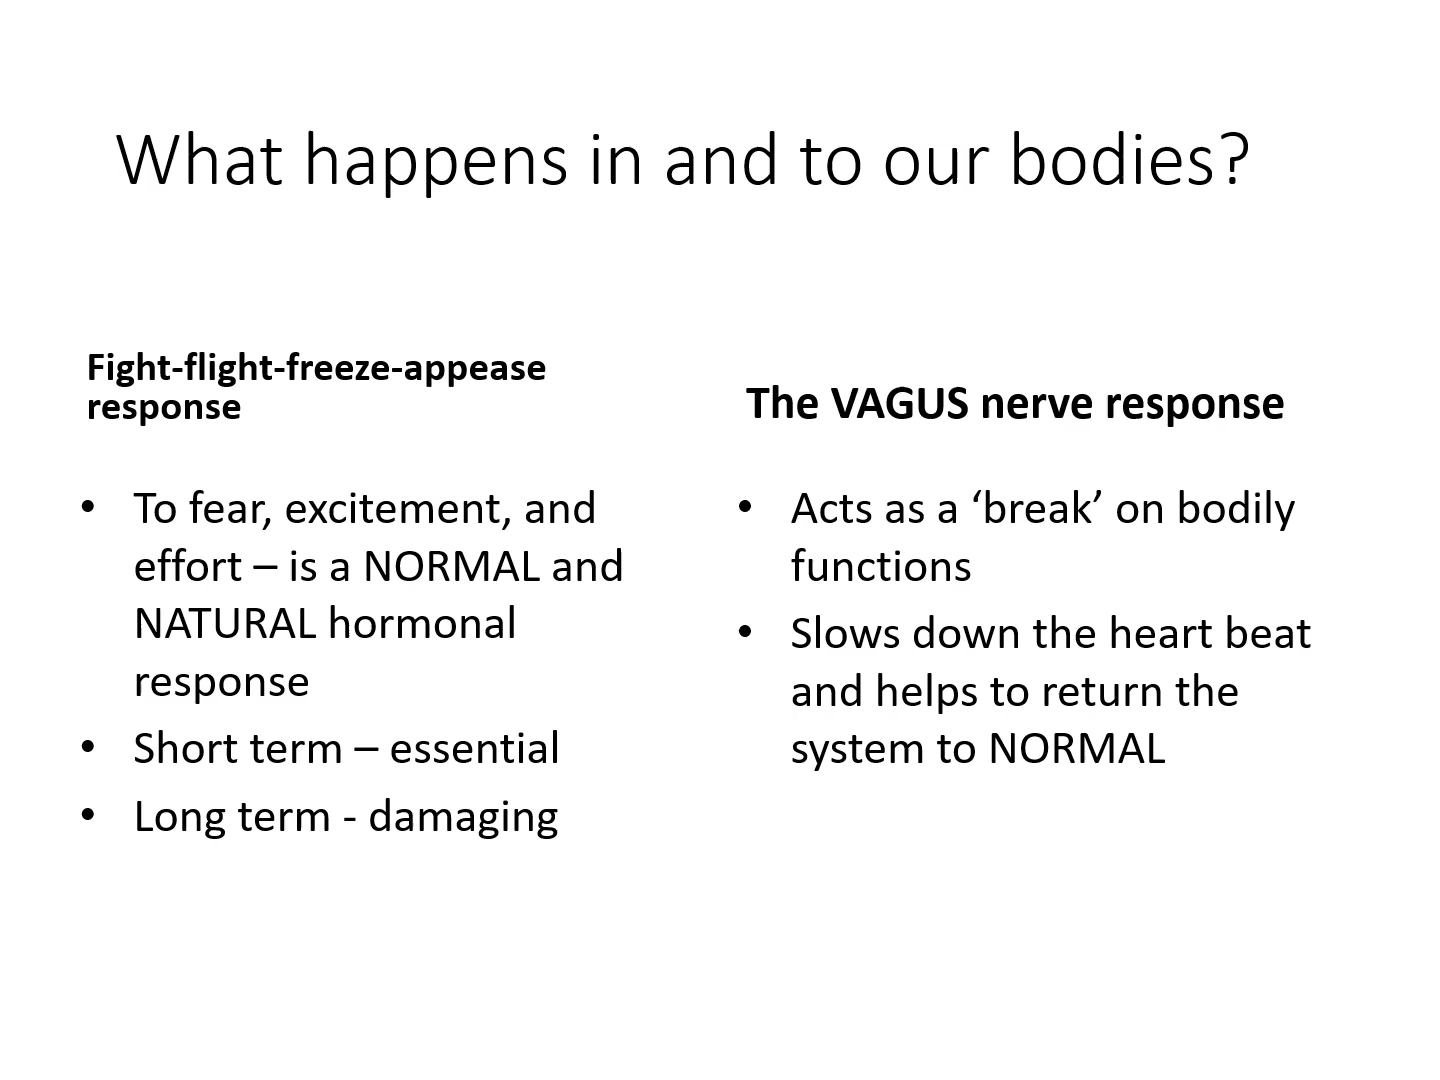 What happens in and to our bodies?
Fight-flight-freeze-appease
response
• To fear, excitement, and
effort – is a NORMAL and
NATURAL hormonal
response
• Short term – essential
• Long term - damaging
The VAGUS nerve response
• Acts as a ‘break’ on bodily
functions
• Slows down the heart beat
and helps to return the
system to NORMAL